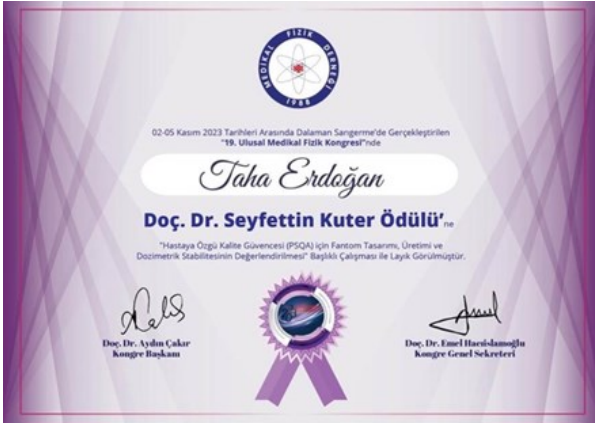 MEDİKAL FİZİK DERNEĞİ
1988
02-05 Kasım 2023 Tarihleri Arasında Dalaman Sarıgerme'de Gerçekleştirilen
"19. Ulusal Medikal Fizik Kongresi"nde
Taha Erdoğan
Doç. Dr. Seyfettin Kuter Ödülü'ne
"Hastaya Özgü Kalite Güvencesi (PSQA) için Fantom Tasarımı, Üretimi ve
Dozimetrik Stabilitesinin Değerlendirilmesi" Başlıklı Çalışması ile Layık Görülmüştür.
Doç. Dr. Aydın Çakır
Kongre Başkanı
Doç. Dr. Emel Hacıislamoğlu
Kongre Genel Sekreteri